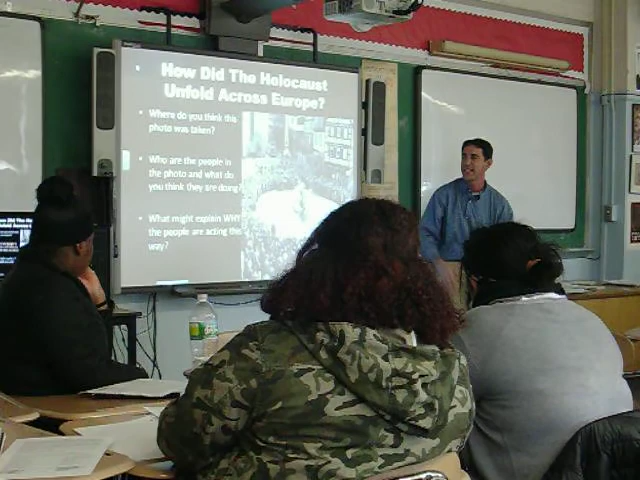 How Did The Holocaust
Unfold Across Europe?
• Where do you think this
photo was taken?
• Who are the people in
the photo and what do
you think they are doing?
• What might explain WHY
the people are acting this
way?